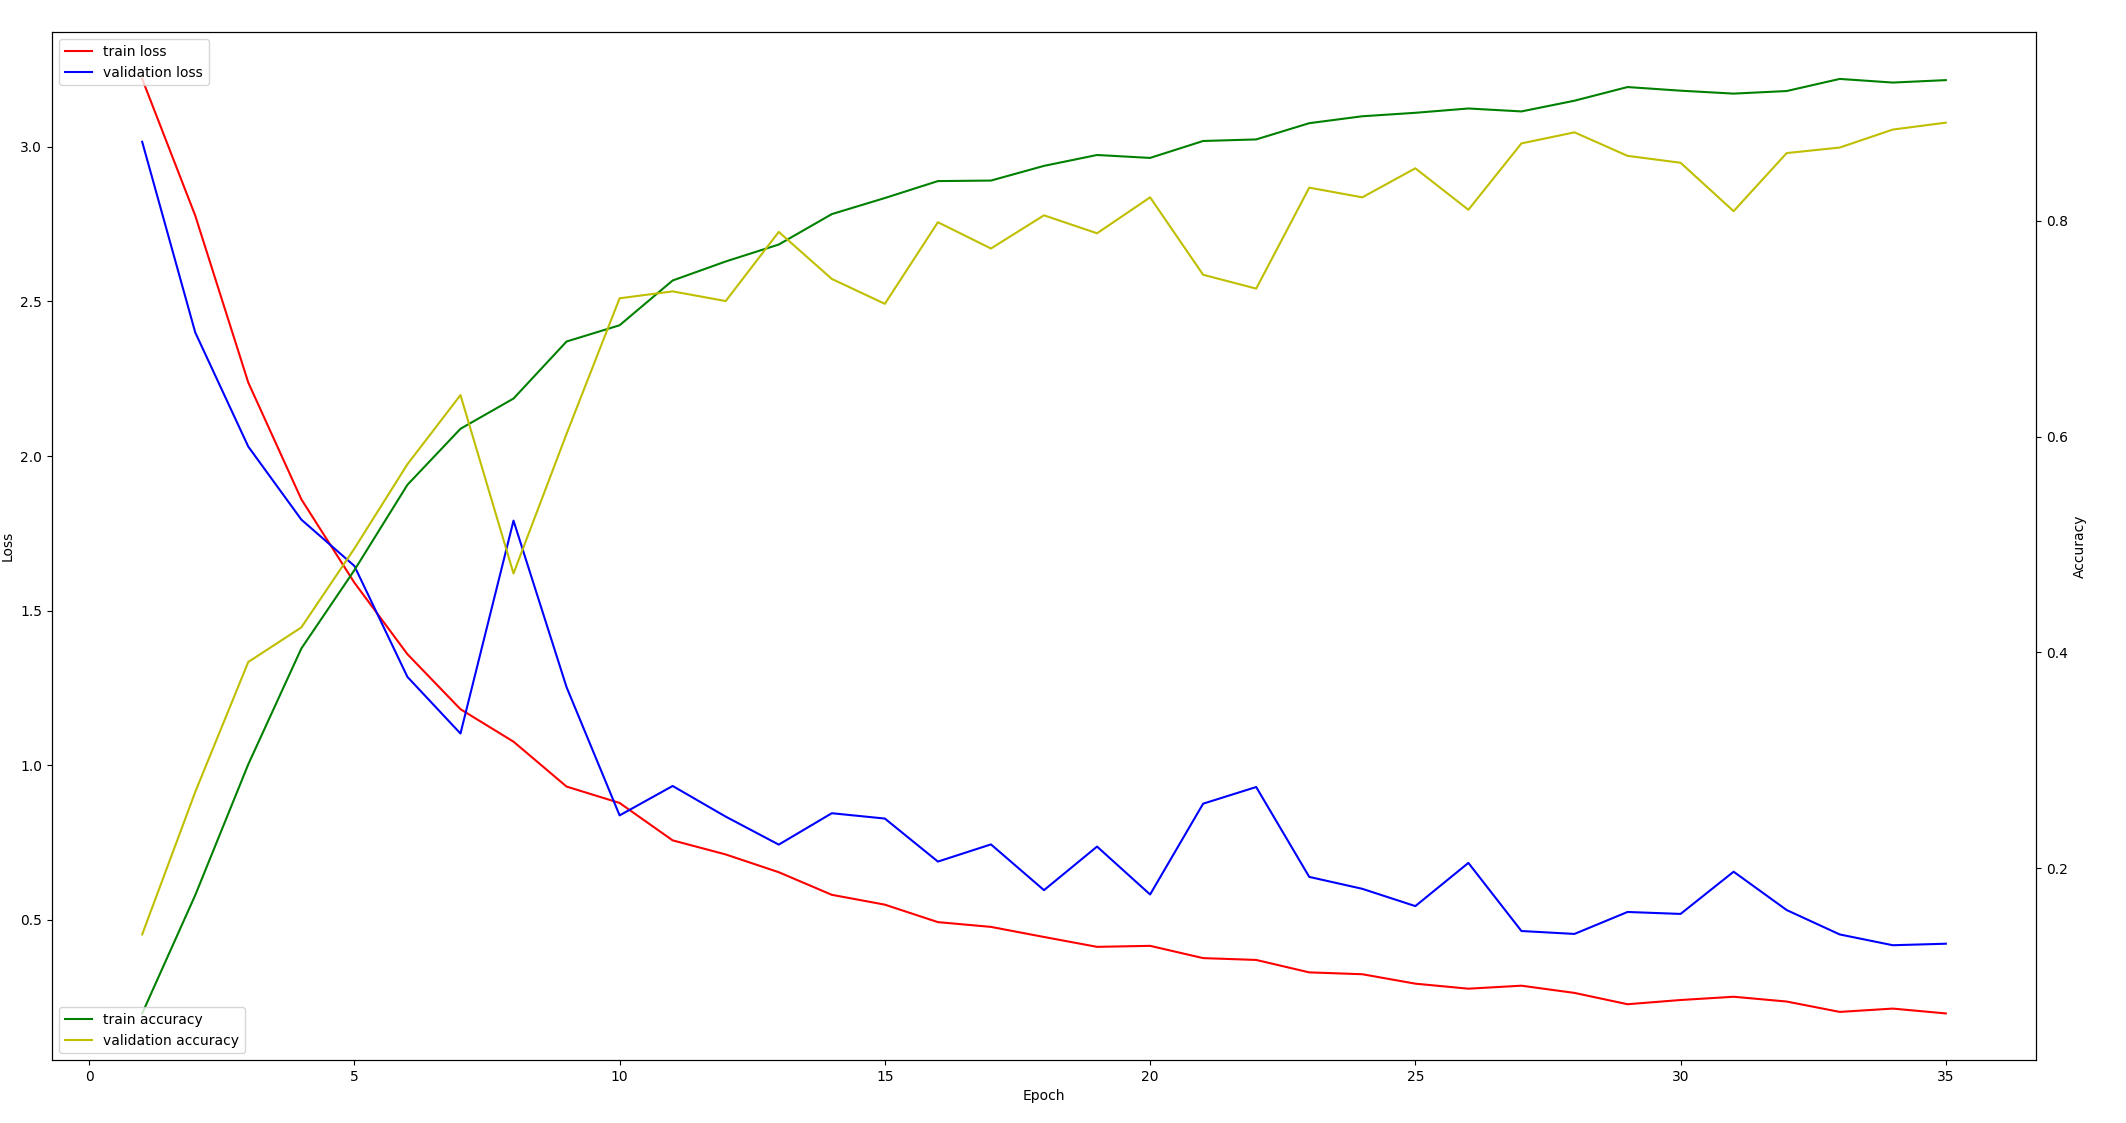 train loss
validation loss
3.0
2.5
2.0
1.5
1.0
0.5
Loss
0.8
0.6
0.4
0.2
Accuracy
train accuracy
validation accuracy
0 5 10 15 20 25 30 35
Epoch